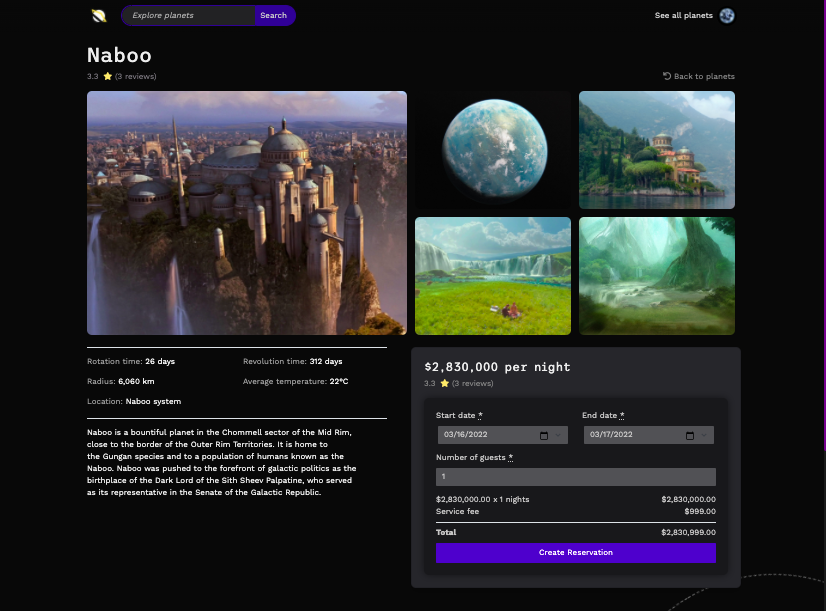 Explore planets
Search
See all planets
Naboo
3.3 ⭐ (3 reviews)
Back to planets
Rotation time: 26 days
Revolution time: 312 days
Radius: 6,060 km
Average temperature: 22°C
Location: Naboo system
Naboo is a bountiful planet in the Chommell sector of the Mid Rim,
close to the border of the Outer Rim Territories. It is home to
the Gungan species and to a population of humans known as the
Naboo. Naboo was pushed to the forefront of galactic politics as the
birthplace of the Dark Lord of the Sith Sheev Palpatine, who served
as its representative in the Senate of the Galactic Republic.
$2,830,000 per night
3.3 ⭐ (3 reviews)
Start date *
End date *
03/16/2022
03/17/2022
Number of guests *
1
$2,830,000.00 x 1 nights
$2,830,000.00
Service fee
$999.00
Total
$2,830,999.00
Create Reservation